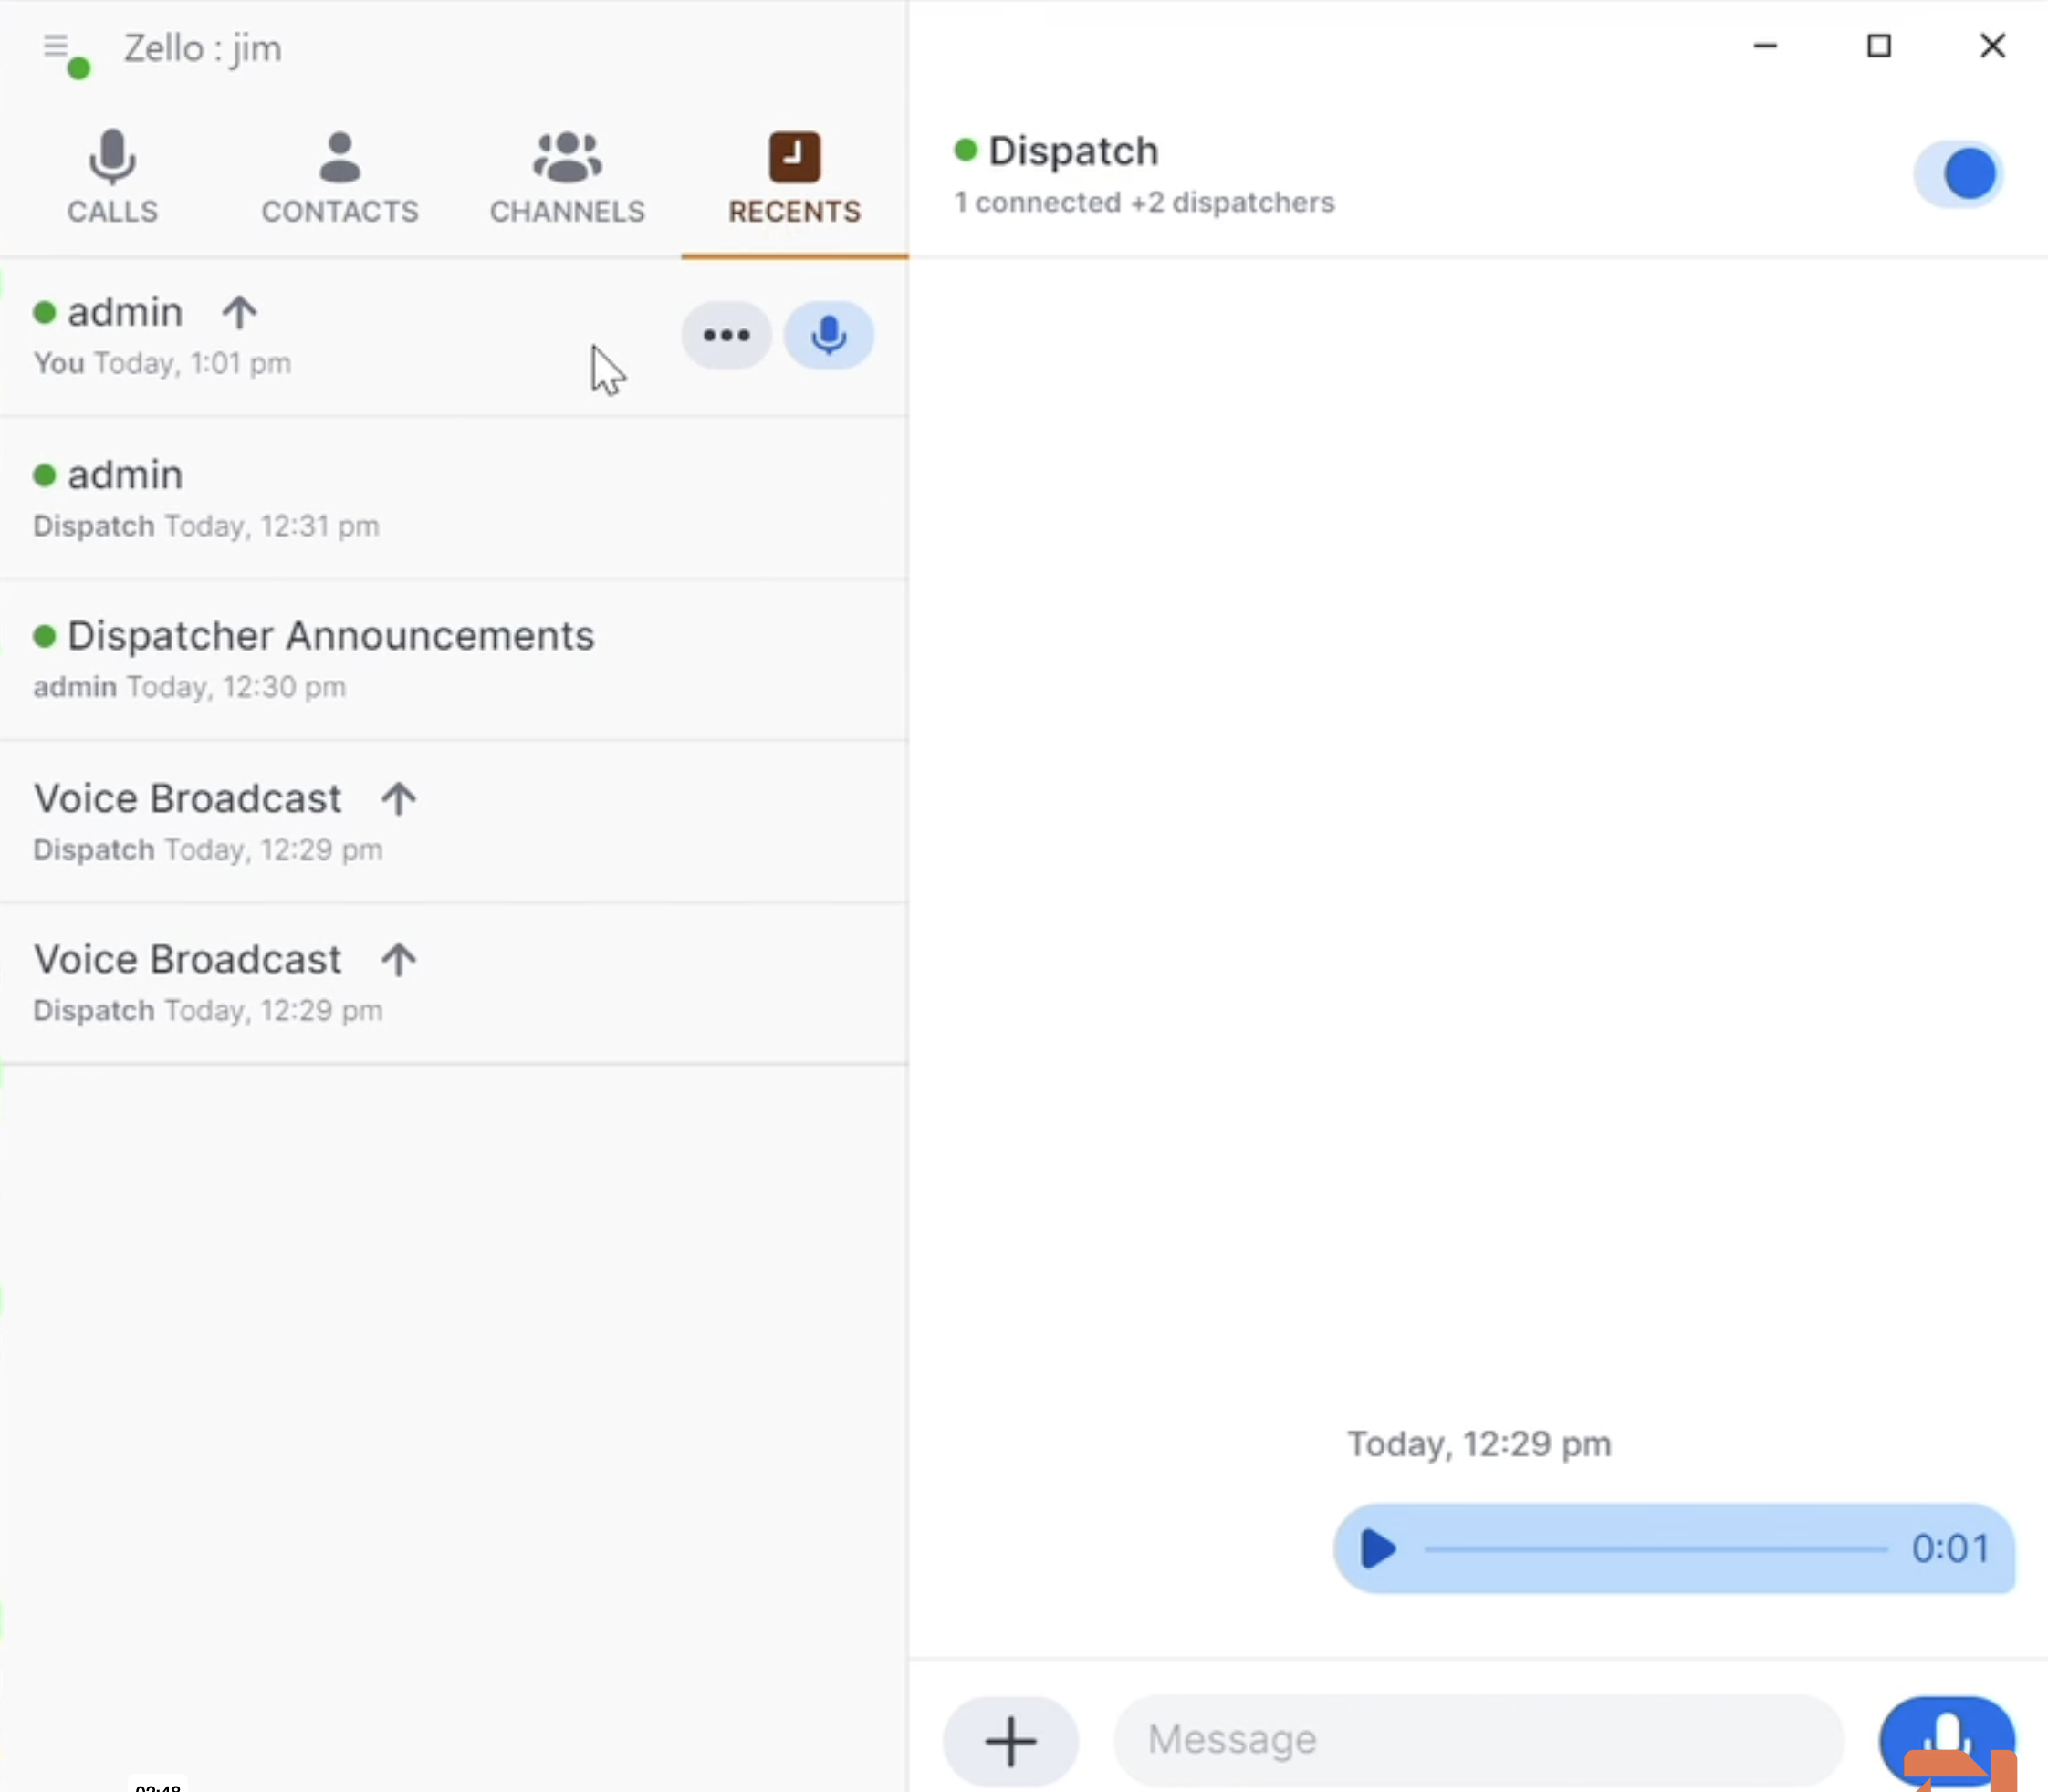 Zello : jim
CALLS
CONTACTS
CHANNELS
RECENTS
admin
You Today, 1:01 pm
admin
Dispatch Today, 12:31 pm
Dispatcher Announcements
admin Today, 12:30 pm
Voice Broadcast
Dispatch Today, 12:29 pm
Voice Broadcast
Dispatch Today, 12:29 pm
Dispatch
1 connected +2 dispatchers
Today, 12:29 pm
0:01
Message
02:48